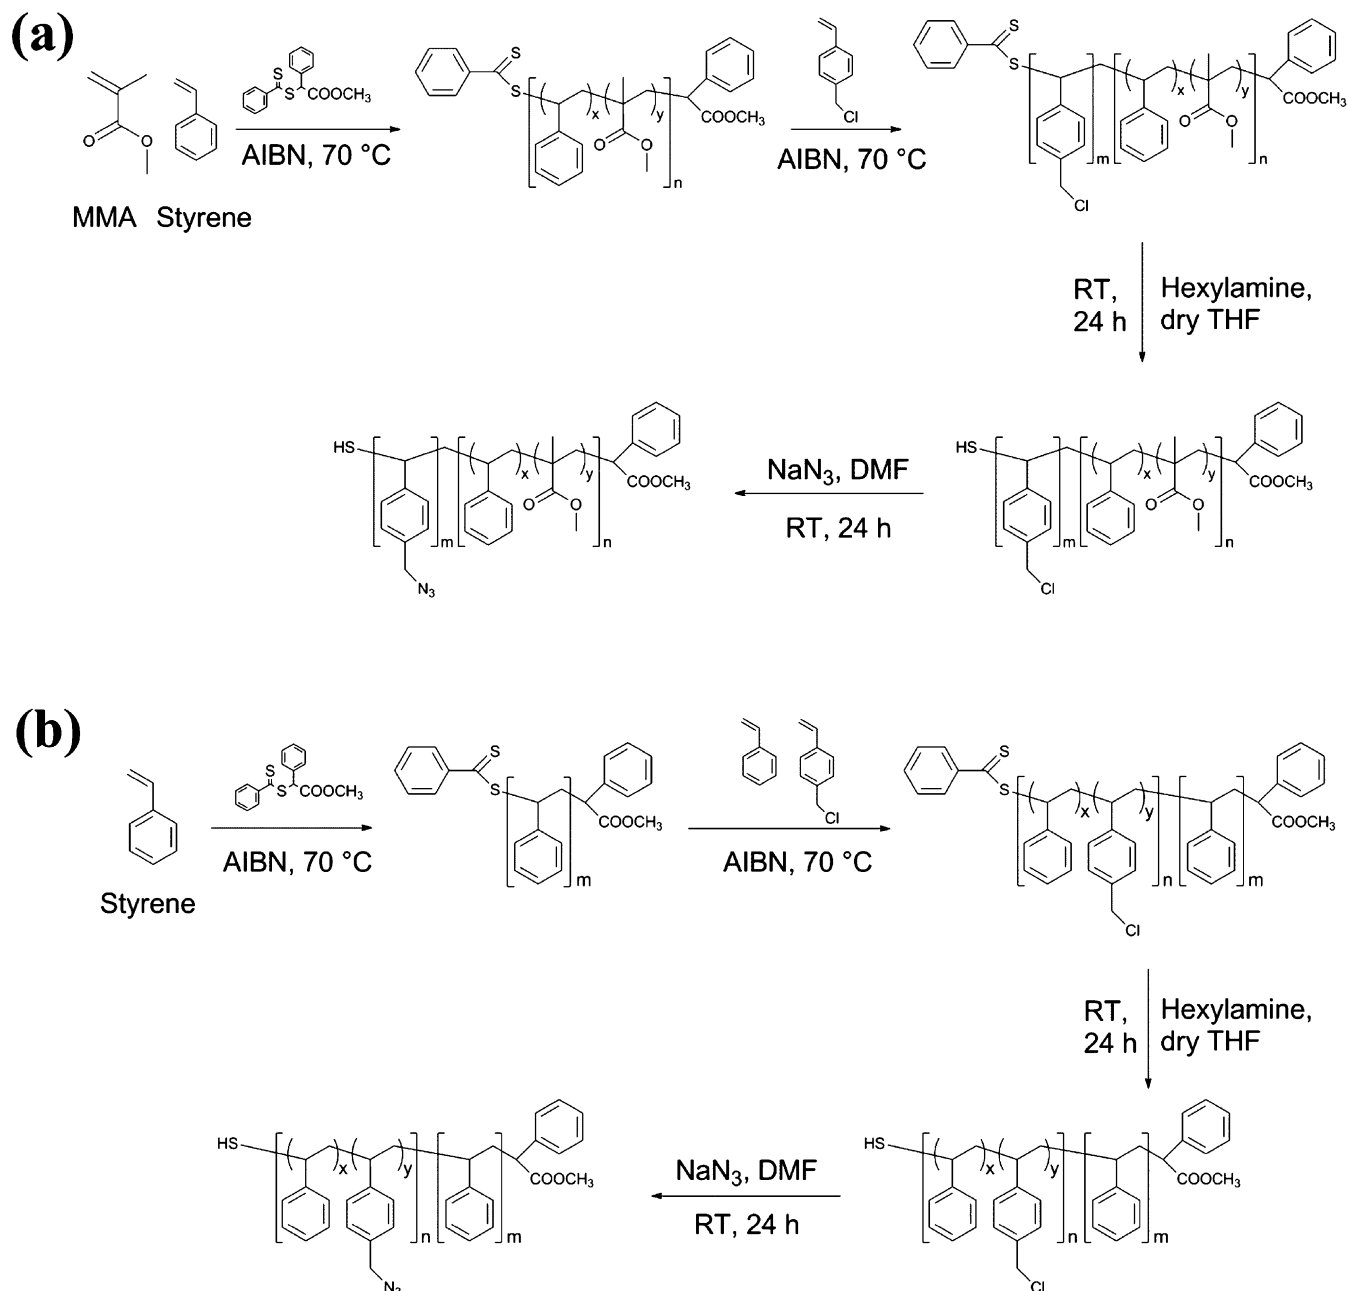 (a)
S
S
COOCH3
AIBN, 70 °C
MMA Styrene
O
O
S
S
x
y
O
O
n
COOCH3
Cl
AIBN, 70 °C
S
S
m
x
y
O
O
n
COOCH3
Cl
RT,
24 h
Hexylamine,
dry THF
HS
m
x
y
O
O
n
COOCH3
N3
NaN3, DMF
RT, 24 h
HS
m
x
y
O
O
n
COOCH3
Cl
(b)
Styrene
S
S
COOCH3
AIBN, 70 °C
S
S
m
COOCH3
Cl
AIBN, 70 °C
S
S
x
y
n
m
COOCH3
Cl
RT,
24 h
Hexylamine,
dry THF
HS
x
y
n
m
COOCH3
N3
NaN3, DMF
RT, 24 h
HS
x
y
n
m
COOCH3
Cl